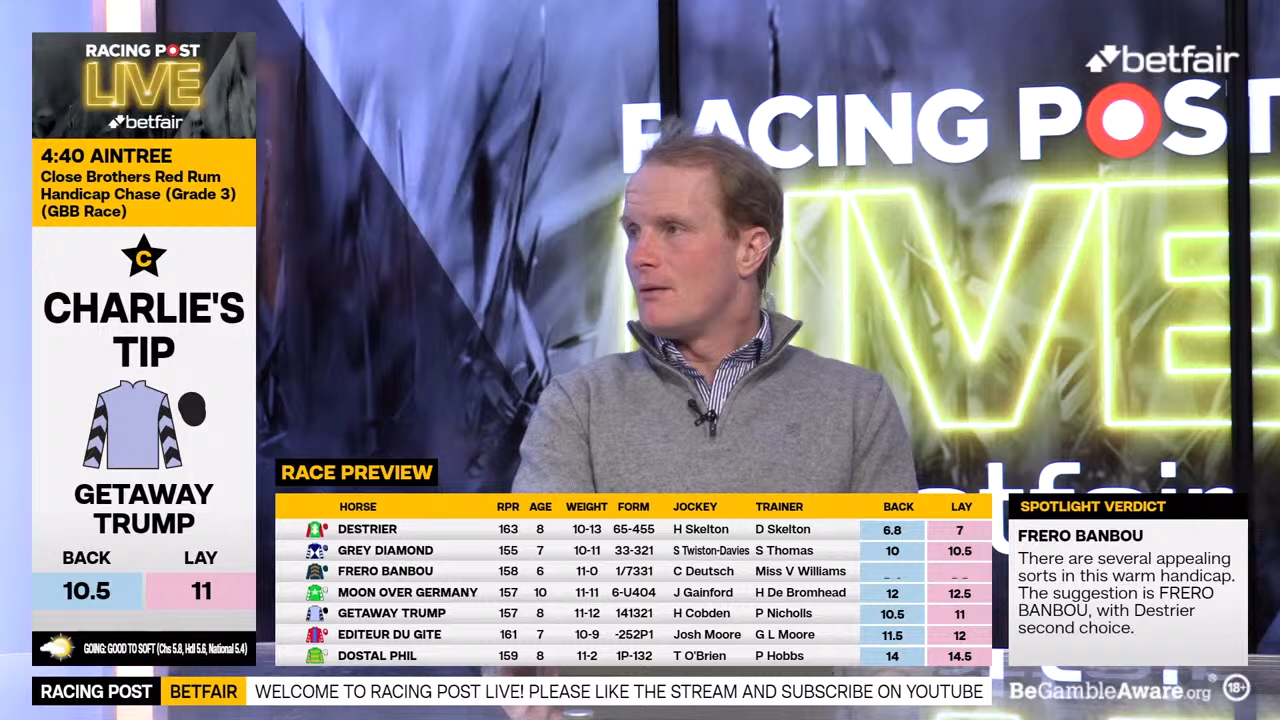 RACING POST
LIVE
betfair
4:40 AINTREE
Close Brothers Red Rum
Handicap Chase (Grade 3)
(GBB Race)
C
CHARLIE'S
TIP
GETAWAY
TRUMP
BACK LAY
10.5 11
GOING: GOOD TO SOFT (Chs 5.8, Hdl 5.6, National 5.4)
betfair
RACING POST
LIVE
etfair
RACE PREVIEW
HORSE RPR AGE WEIGHT FORM JOCKEY TRAINER BACK LAY
DESTRIER 163 8 10-13 65-455 H Skelton D Skelton 6.8 7
GREY DIAMOND 155 7 10-11 33-321 S Twiston-Davies S Thomas 10 10.5
FRERO BANBOU 158 6 11-0 1/7331 C Deutsch Miss V Williams _ _ _ _
MOON OVER GERMANY 157 10 11-11 6-U404 J Gainford H De Bromhead 12 12.5
GETAWAY TRUMP 157 8 11-12 141321 H Cobden P Nicholls 10.5 11
EDITEUR DU GITE 161 7 10-9 -252P1 Josh Moore G L Moore 11.5 12
DOSTAL PHIL 159 8 11-2 1P-132 T O'Brien P Hobbs 14 14.5
SPOTLIGHT VERDICT
FRERO BANBOU
There are several appealing
sorts in this warm handicap.
The suggestion is FRERO
BANBOU, with Destrier
second choice.
RACING POST BETFAIR WELCOME TO RACING POST LIVE! PLEASE LIKE THE STREAM AND SUBSCRIBE ON YOUTUBE
BeGambleAware.org® 18+